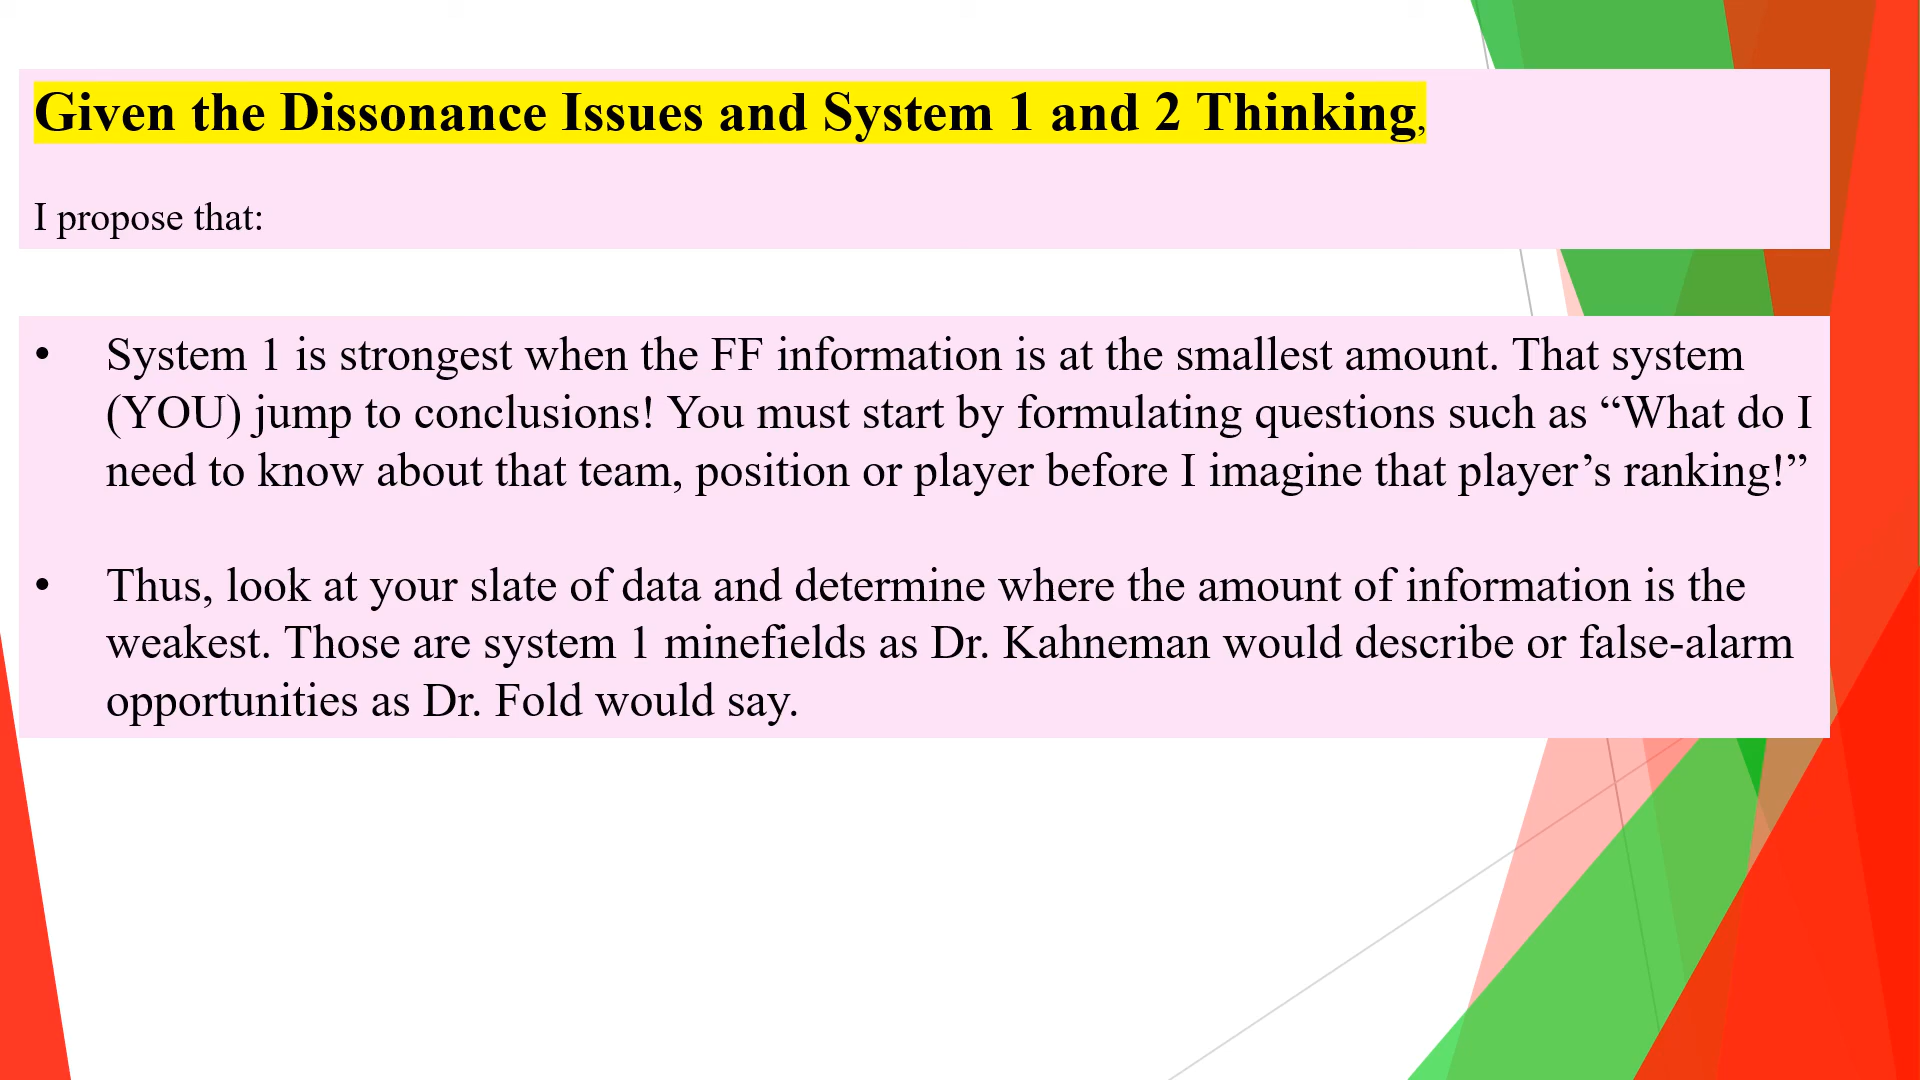 Given the Dissonance Issues and System 1 and 2 Thinking,
I propose that:
• System 1 is strongest when the FF information is at the smallest amount. That system
(YOU) jump to conclusions! You must start by formulating questions such as “What do I
need to know about that team, position or player before I imagine that player’s ranking!”
• Thus, look at your slate of data and determine where the amount of information is the
weakest. Those are system 1 minefields as Dr. Kahneman would describe or false-alarm
opportunities as Dr. Fold would say.